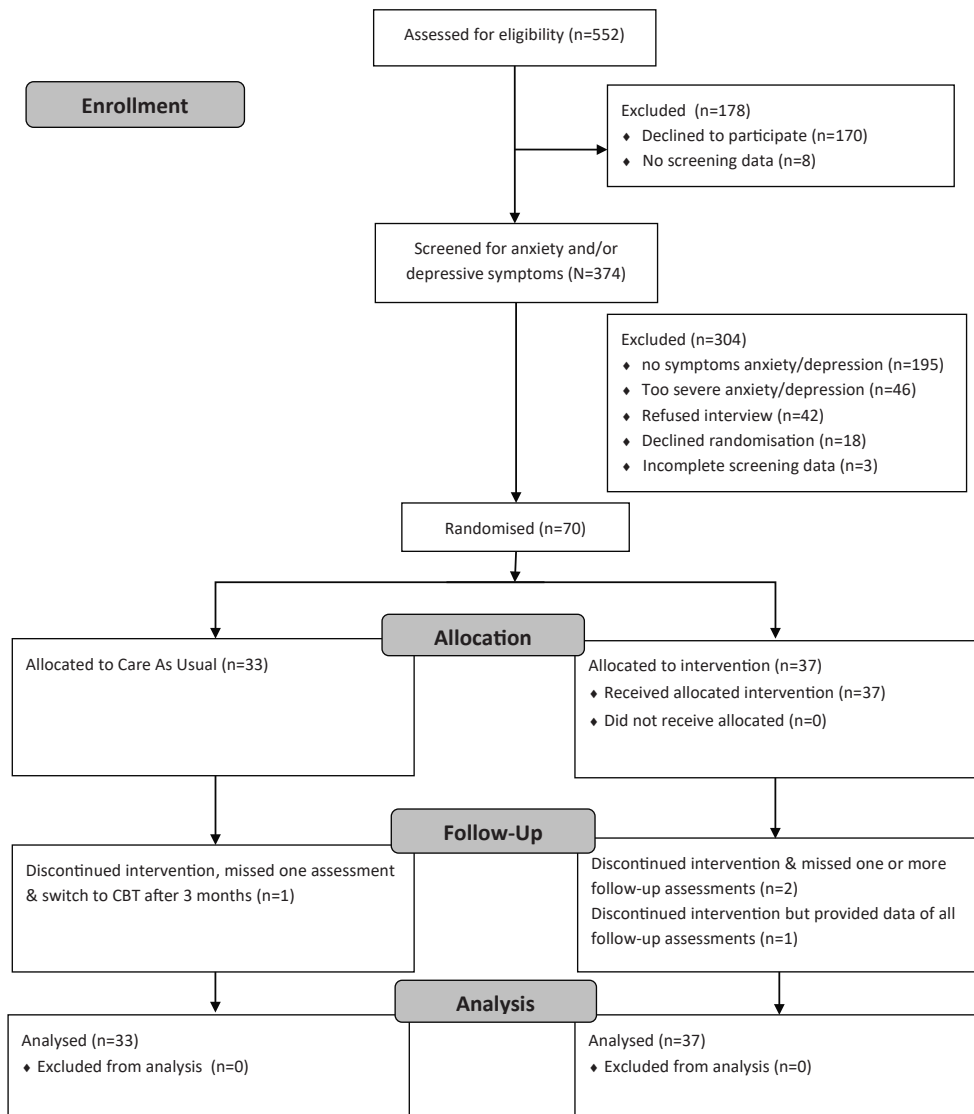 Assessed for eligibility (n=552)
Enrollment
Excluded  (n=178)
♦ Declined to participate (n=170)
♦ No screening data (n=8)
Screened for anxiety and/or
depressive symptoms (N=374)
Excluded (n=304)
♦ no symptoms anxiety/depression (n=195)
♦ Too severe anxiety/depression (n=46)
♦ Refused interview (n=42)
♦ Declined randomisation (n=18)
♦ Incomplete screening data (n=3)
Randomised (n=70)
Allocation
Allocated to Care As Usual (n=33)
Allocated to intervention (n=37)
♦ Received allocated intervention (n=37)
♦ Did not receive allocated (n=0)
Follow-Up
Discontinued intervention, missed one assessment
& switch to CBT after 3 months (n=1)
Discontinued intervention & missed one or more
follow-up assessments (n=2)
Discontinued intervention but provided data of all
follow-up assessments (n=1)
Analysis
Analysed (n=33)
♦ Excluded from analysis  (n=0)
Analysed (n=37)
♦ Excluded from analysis (n=0)